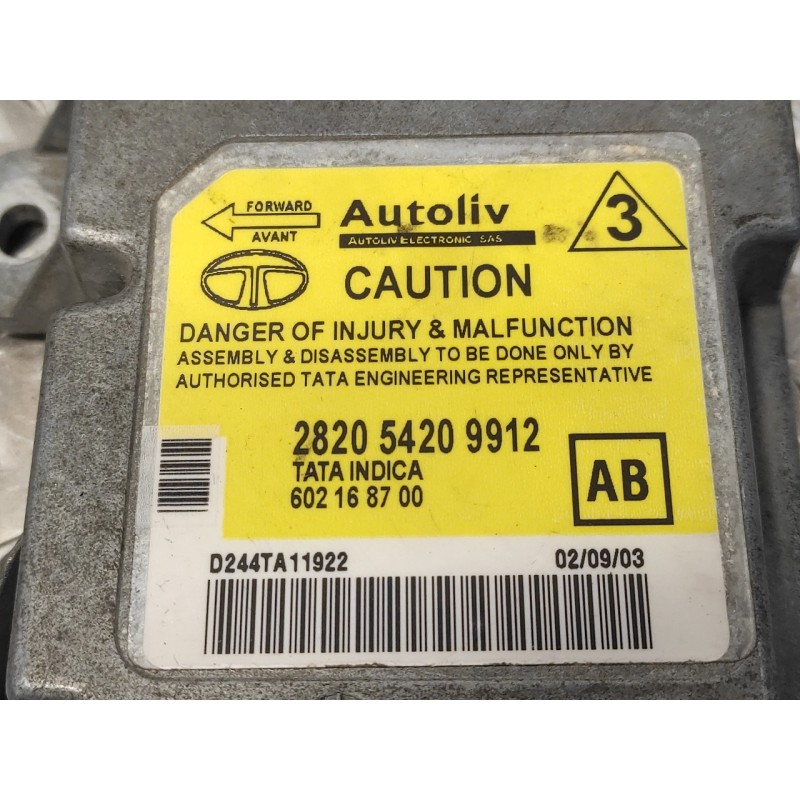 FORWARD
AVANT
Autoliv
AUTOLIV ELECTRONIC SAS
3
CAUTION
DANGER OF INJURY & MALFUNCTION
ASSEMBLY & DISASSEMBLY TO BE DONE ONLY BY
AUTHORISED TATA ENGINEERING REPRESENTATIVE
2820 5420 9912
TATA INDICA
602 16 87 00
AB
D244TA11922
02/09/03